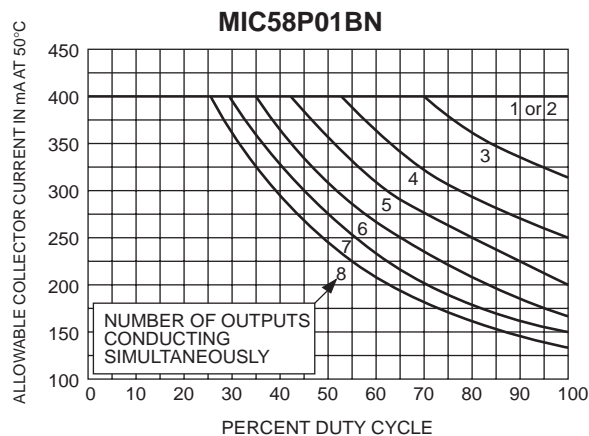 MIC58P01BN
ALLOWABLE COLLECTOR CURRENT IN mA AT 50°C
450
400
350
300
250
200
150
100
1 or 2
3
4
5
6
7
8
NUMBER OF OUTPUTS
CONDUCTING
SIMULTANEOUSLY
0 10 20 30 40 50 60 70 80 90 100
PERCENT DUTY CYCLE